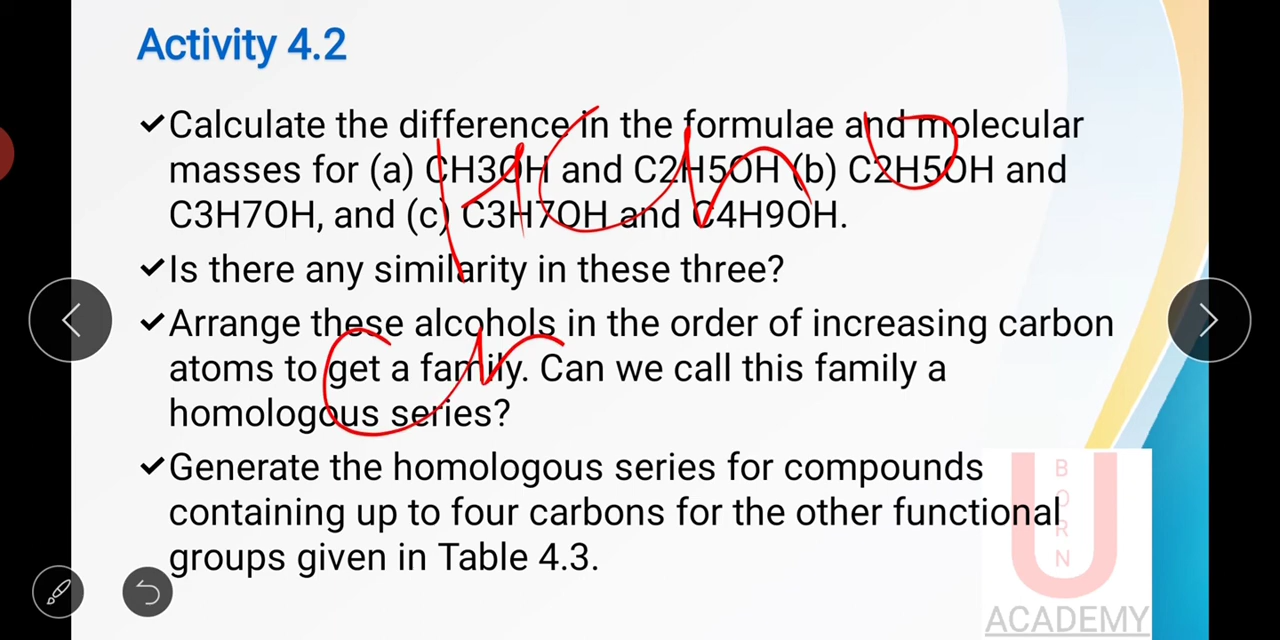 Activity 4.2
✓Calculate the difference in the formulae and molecular
masses for (a) CH3OH and C2H5OH (b) C2H5OH and
C3H7OH, and (c) C3H7OH and C4H9OH.
✓Is there any similarity in these three?
✓Arrange these alcohols in the order of increasing carbon
atoms to get a family. Can we call this family a
homologous series?
✓Generate the homologous series for compounds
containing up to four carbons for the other functional
groups given in Table 4.3.
U
BORN
ACADEMY